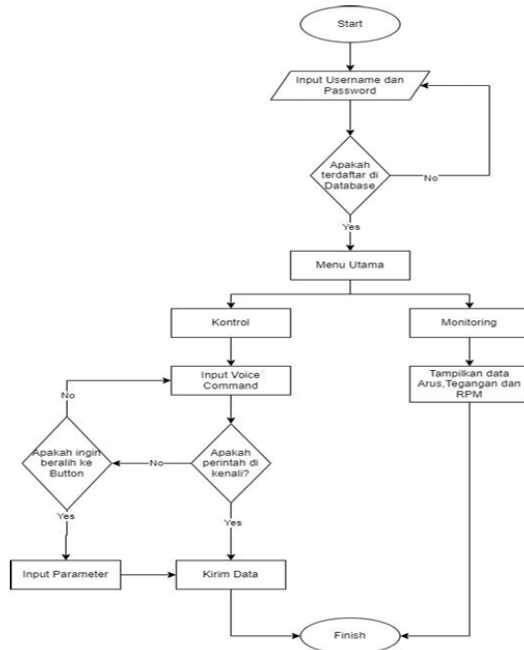 Start
Input Username dan
Password
Apakah
terdaftar di
Database
No
Yes
Menu Utama
Kontrol
Monitoring
Input Voice
Command
Tampilkan data
Arus,Tegangan dan
RPM
No
Apakah ingin
beralih ke
Button
No
Apakah
perintah di
kenali?
Yes
Yes
Input Parameter
Kirim Data
Finish